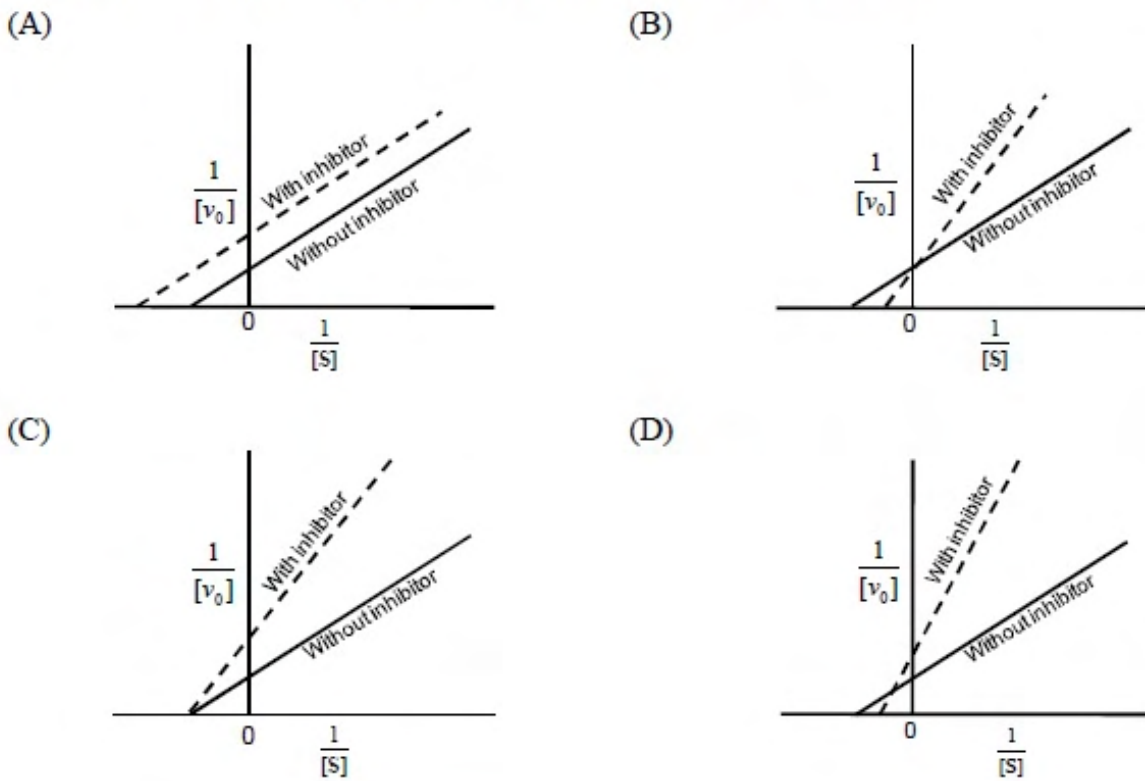 (A)
(B)
1
[v₀]
With inhibitor
Without inhibitor
0
1
[S]
1
[v₀]
With inhibitor
Without inhibitor
0
1
[S]
(C)
(D)
1
[v₀]
With inhibitor
Without inhibitor
0
1
[S]
1
[v₀]
With inhibitor
Without inhibitor
0
1
[S]